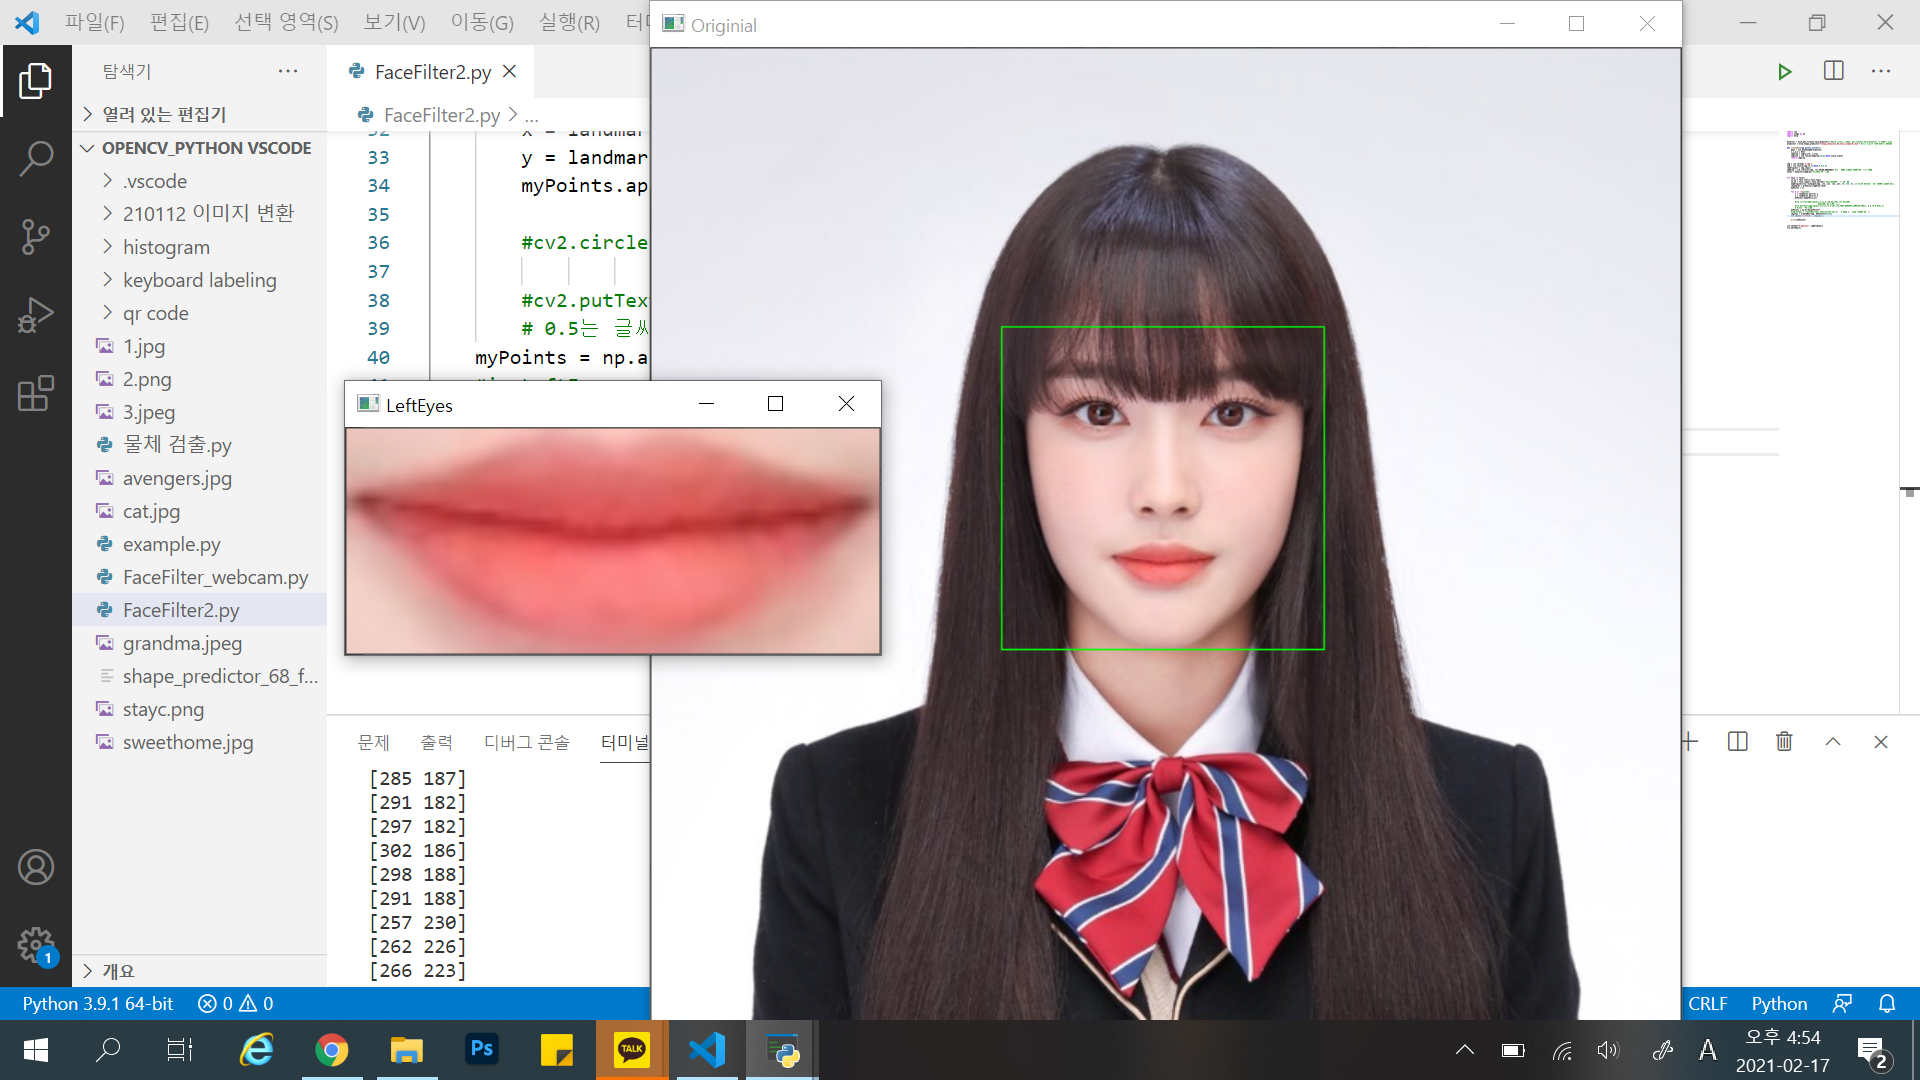 파일(F) 편집(E) 선택 영역(S) 보기(V) 이동(G) 실행(R)
Originial
탐색기
FaceFilter2.py
열려 있는 편집기
FaceFilter2.py > ...
OPENCV_PYTHON VSCODE
.vscode
210112 이미지 변환
histogram
keyboard labeling
qr code
1.jpg
2.png
3.jpeg
물체 검출.py
avengers.jpg
cat.jpg
example.py
FaceFilter_webcam.py
FaceFilter2.py
grandma.jpeg
shape_predictor_68_f...
stayc.png
sweethome.jpg
개요
33 y = landmar
34 myPoints.ap
35
36 #cv2.circle
37
38 #cv2.putTex
39 # 0.5는
40 myPoints = np.a
LeftEyes
문제 출력 디버그 콘솔 터미널
[285 187]
[291 182]
[297 182]
[302 186]
[298 188]
[291 188]
[257 230]
[262 226]
[266 223]
1
Python 3.9.1 64-bit 0 0
CRLF Python
Ps
TALK
A
오후 4:54
2021-02-17
2